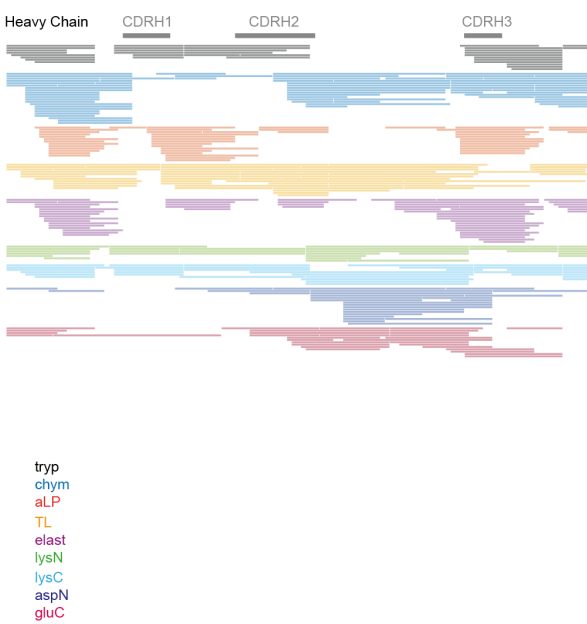 Heavy Chain CDRH1 CDRH2 CDRH3
tryp
chym
aLP
TL
elast
lysN
lysC
aspN
gluC